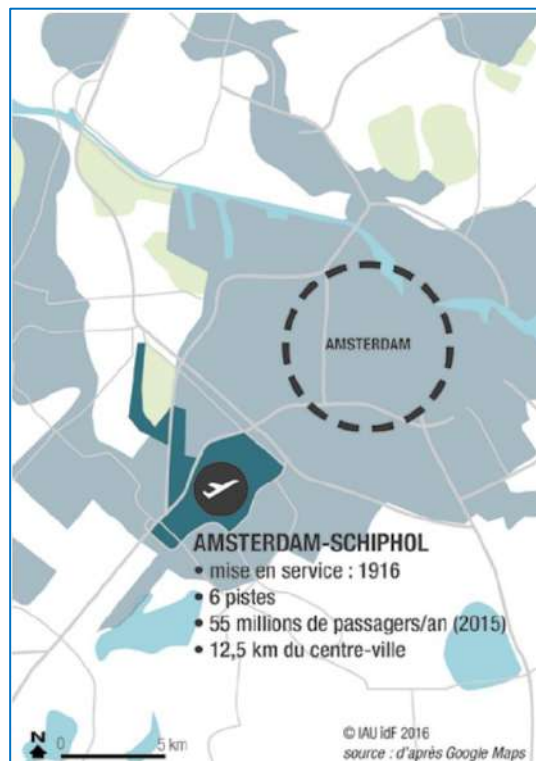 AMSTERDAM
AMSTERDAM-SCHIPHOL
• mise en service : 1916
• 6 pistes
• 55 millions de passagers/an (2015)
• 12,5 km du centre-ville
N
0 5 km
© IAU îdF 2016
source : d'après Google Maps